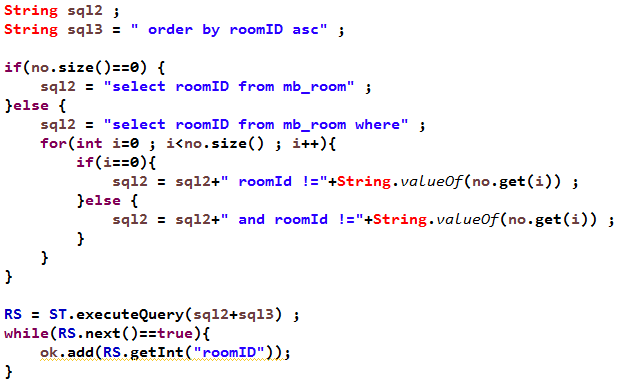 String sql2 ;
String sql3 = " order by roomID asc" ;
if(no.size()==0) {
sql2 = "select roomID from mb_room" ;
}else {
sql2 = "select roomID from mb_room where" ;
for(int i=0 ; i<no.size() ; i++){
if(i==0){
sql2 = sql2+" roomId !="+String.valueOf(no.get(i)) ;
}else {
sql2 = sql2+" and roomId !="+String.valueOf(no.get(i)) ;
}
}
}
RS = ST.executeQuery(sql2+sql3) ;
while(RS.next()==true){
ok.add(RS.getInt("roomID"));
}